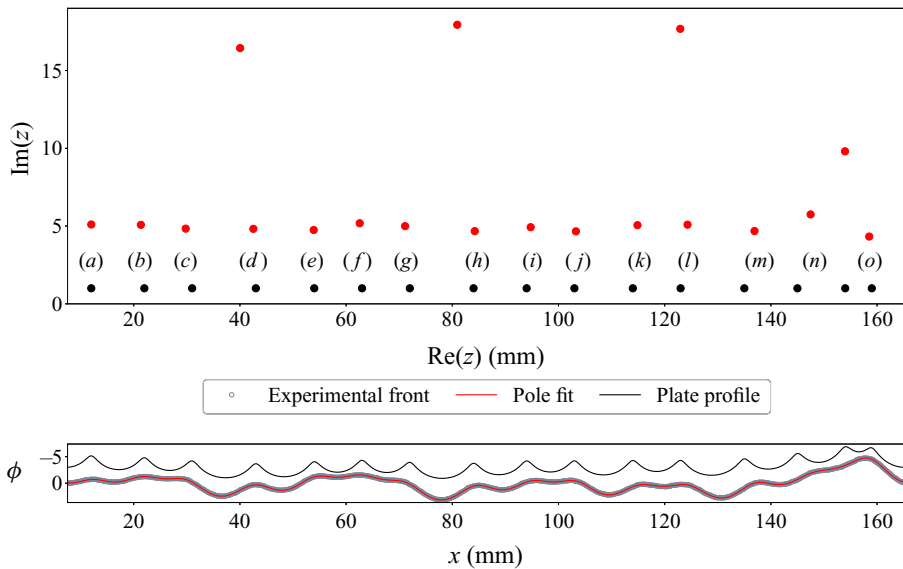 15
10
5
0
Im(z)
(a) (b) (c) (d) (e) (f) (g) (h) (i) (j) (k) (l) (m) (n) (o)
20 40 60 80 100 120 140 160
Re(z) (mm)
Experimental front Pole fit Plate profile
−5
0
ϕ
20 40 60 80 100 120 140 160
x (mm)